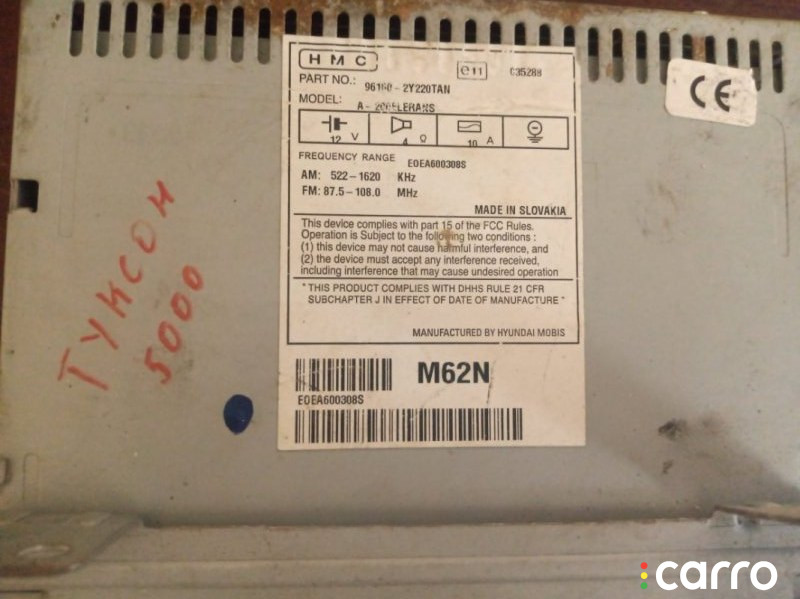 HMC
e11 035288
PART NO.: 96160-2Y220TAN
MODEL: A-200ELERANS
12 V
4 Ω
10 A
FREQUENCY RANGE EOEA600308S
AM: 522-1620 KHz
FM: 87.5-108.0 MHz
MADE IN SLOVAKIA
This device complies with part 15 of the FCC Rules.
Operation is Subject to the following two conditions :
(1) this device may not cause harmful interference, and
(2) the device must accept any interference received,
including interference that may cause undesired operation
" THIS PRODUCT COMPLIES WITH DHHS RULE 21 CFR
SUBCHAPTER J IN EFFECT OF DATE OF MANUFACTURE "
MANUFACTURED BY HYUNDAI MOBIS
M62N
EOEA600308S
CE
ТУКСОН
5000
carro